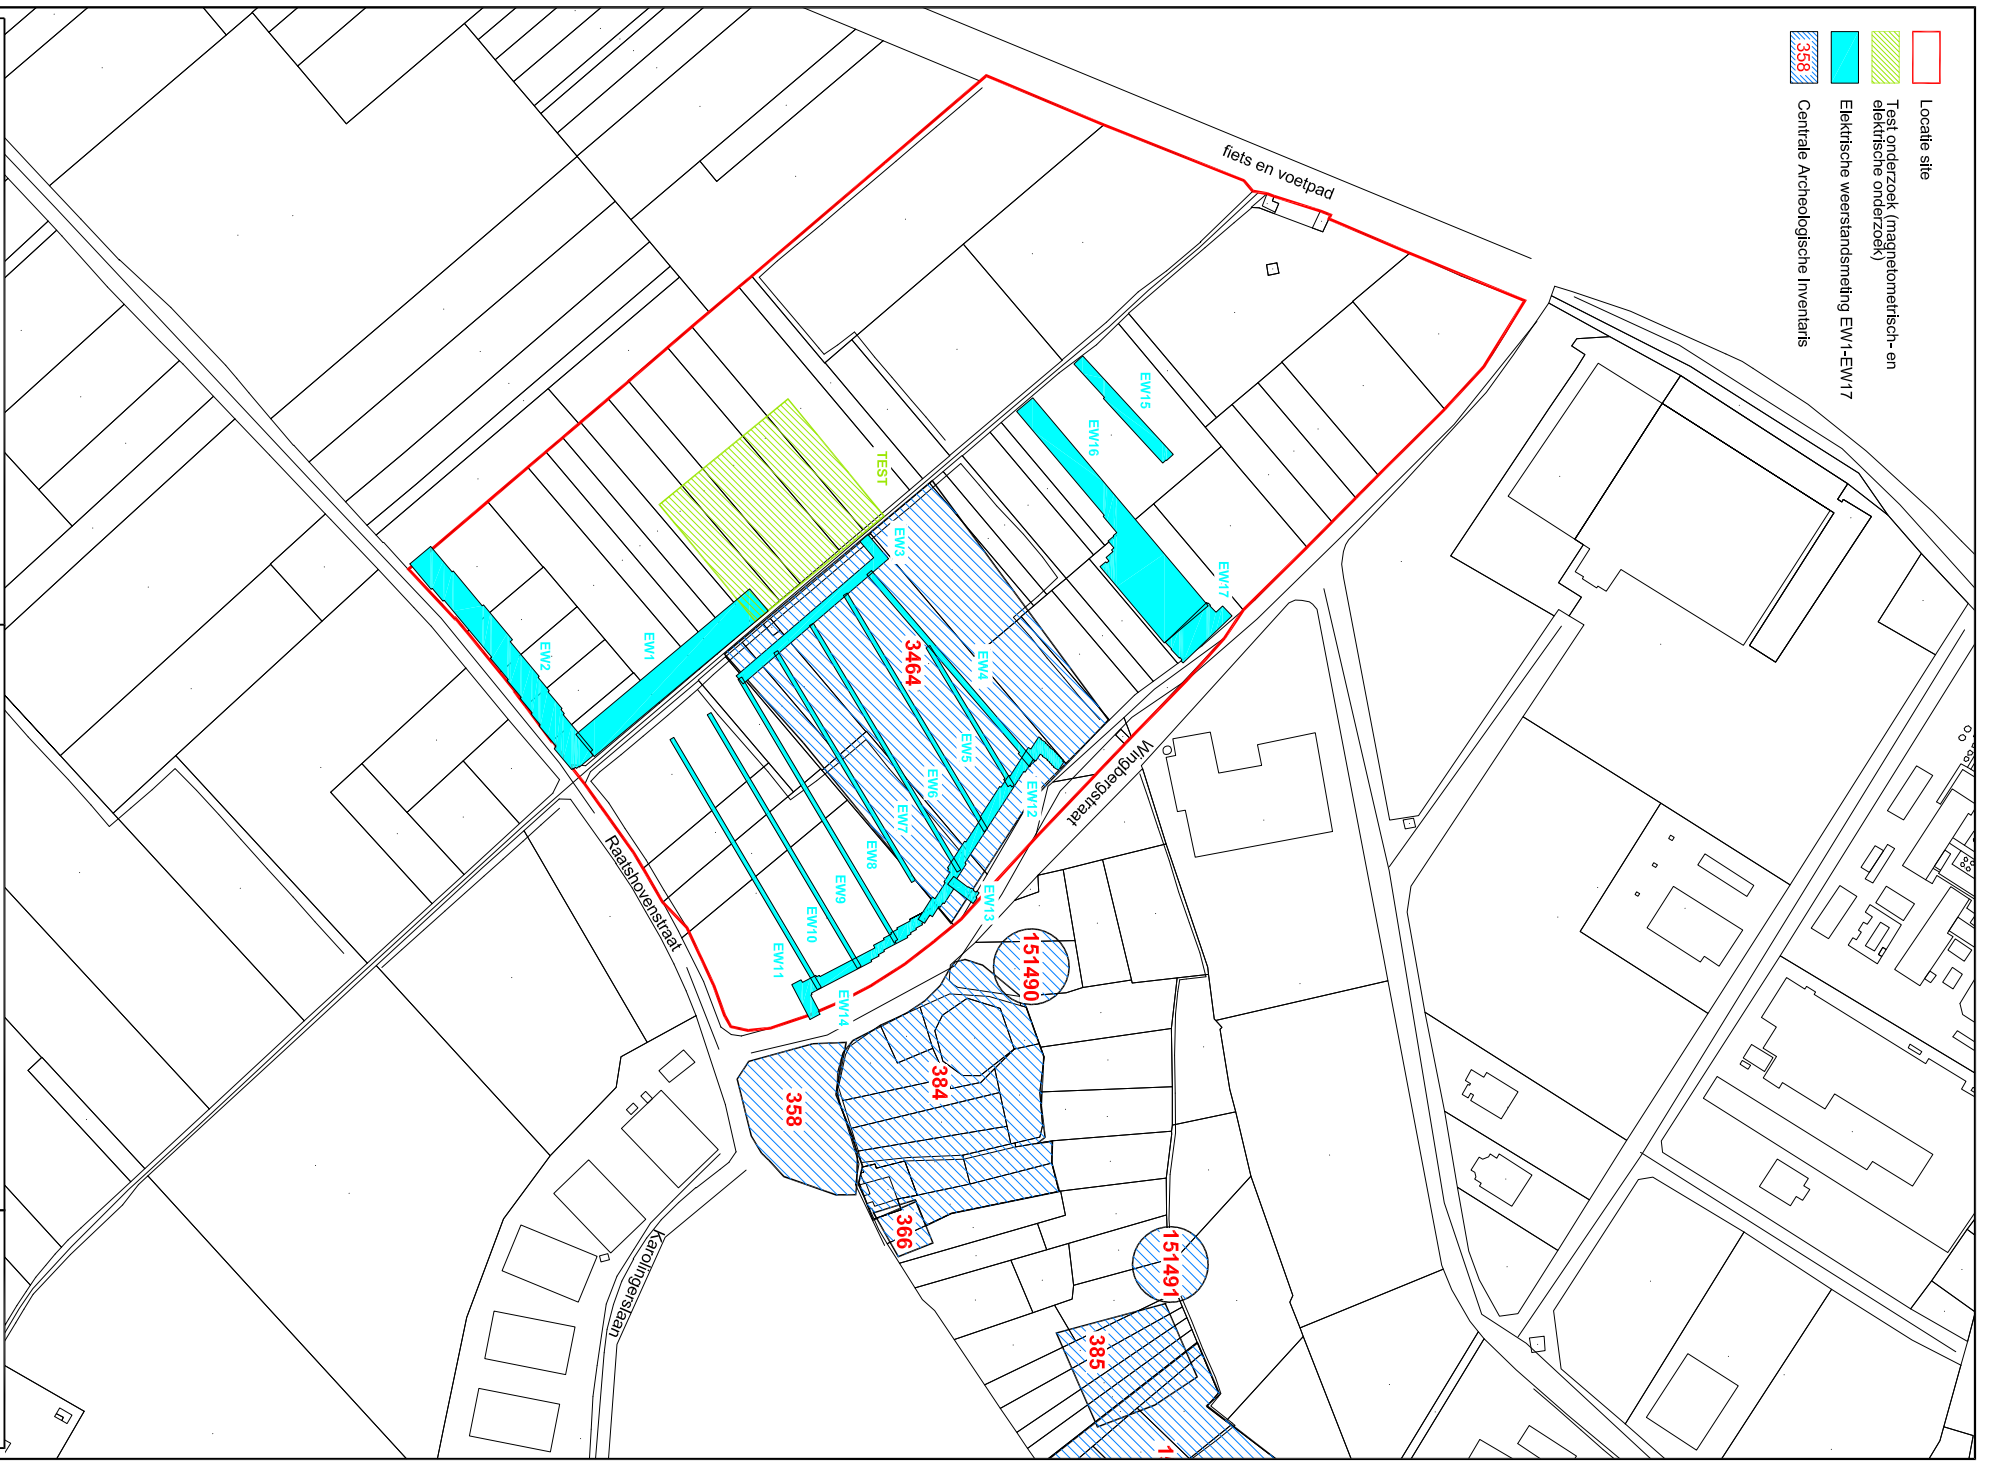 Locatie site
Test onderzoek (magnetometrisch- en
elektrische onderzoek)
Elektrische weerstandsmeting EW1-EW17
358
Centrale Archeologische Inventaris
fiets en voetpad
EW15
EW16
EW17
TEST
EW3
EW4
3464
EW1
EW2
EW5
EW6
EW7
EW8
EW9
EW10
EW11
EW12
EW13
EW14
Wingbergstraat
Raatshovenstraat
151490
384
358
366
151491
385
Karolingerslaan